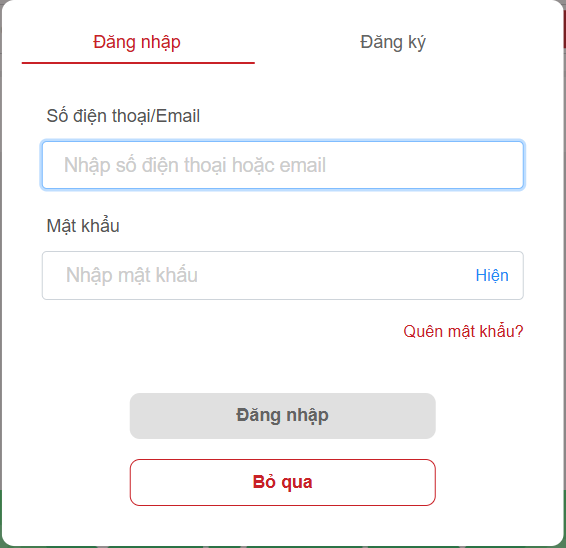 Đăng nhập Đăng ký
Số điện thoại/Email
Nhập số điện thoại hoặc email
Mật khẩu
Nhập mật khẩu Hiện
Quên mật khẩu?
Đăng nhập
Bỏ qua